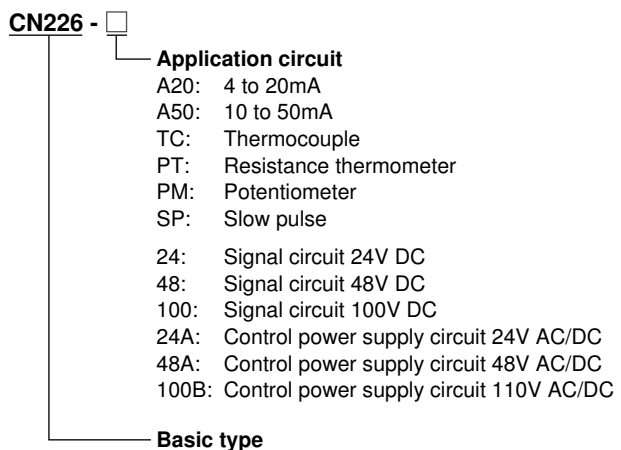 CN226 - □
Application circuit
A20: 4 to 20mA
A50: 10 to 50mA
TC: Thermocouple
PT: Resistance thermometer
PM: Potentiometer
SP: Slow pulse
24: Signal circuit 24V DC
48: Signal circuit 48V DC
100: Signal circuit 100V DC
24A: Control power supply circuit 24V AC/DC
48A: Control power supply circuit 48V AC/DC
100B: Control power supply circuit 110V AC/DC
Basic type